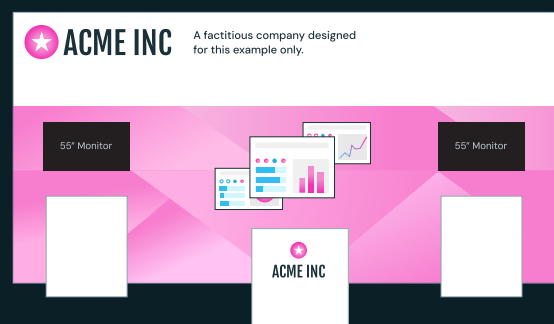 ACME INC
A factitious company designed
for this example only.
55" Monitor
55" Monitor
ACME INC